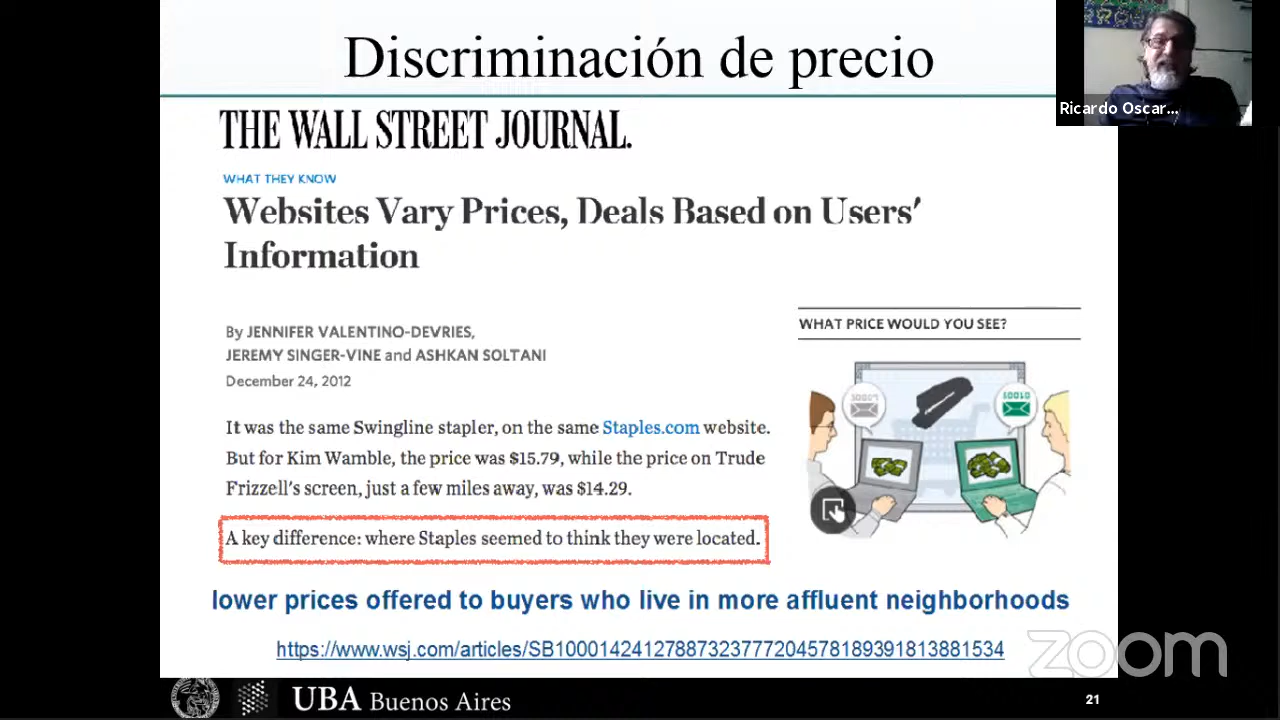 Discriminación de precio
Ricardo Oscar...
THE WALL STREET JOURNAL.
WHAT THEY KNOW
Websites Vary Prices, Deals Based on Users'
Information
By JENNIFER VALENTINO-DEVRIES,
JEREMY SINGER-VINE and ASHKAN SOLTANI
December 24, 2012
WHAT PRICE WOULD YOU SEE?
It was the same Swingline stapler, on the same Staples.com website.
But for Kim Wamble, the price was $15.79, while the price on Trude
Frizzell's screen, just a few miles away, was $14.29.
A key difference: where Staples seemed to think they were located.
lower prices offered to buyers who live in more affluent neighborhoods
https://www.wsj.com/articles/SB10001424127887323777204578189391813881534
zoom
UBA Buenos Aires
21